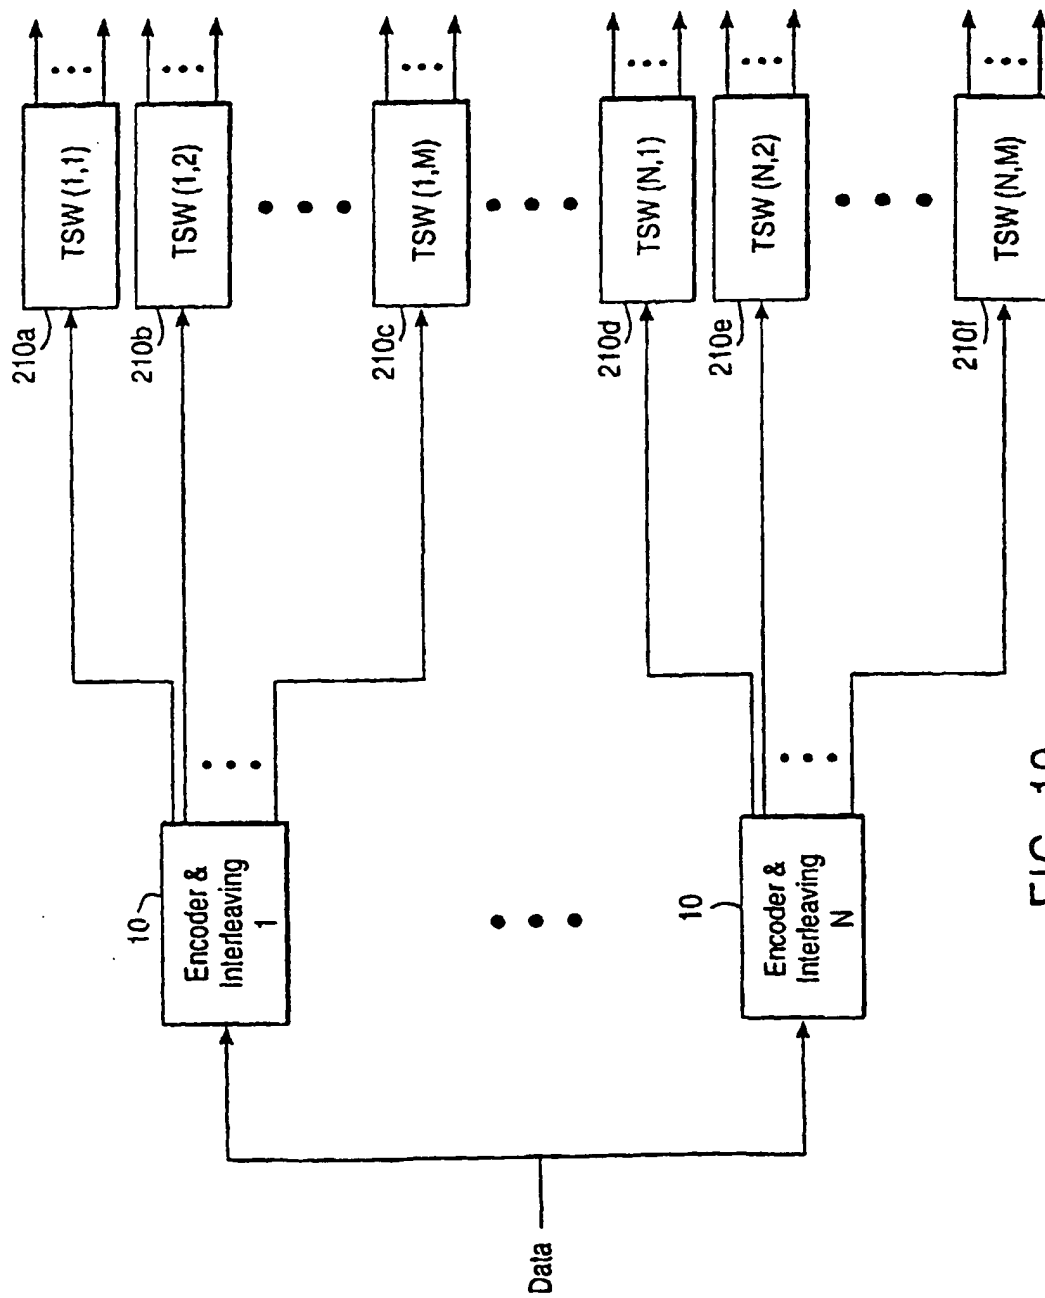 Data
10
Encoder &
Interleaving
1
10
Encoder &
Interleaving
N
210a
TSW (1,1)
210b
TSW (1,2)
210c
TSW (1,M)
210d
TSW (N,1)
210e
TSW (N,2)
210f
TSW (N,M)
FIG.